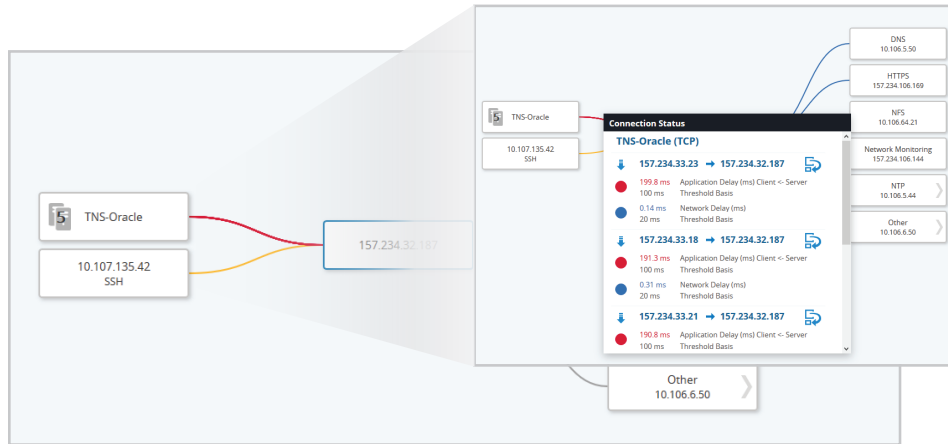 5
TNS-Oracle
10.107.135.42
SSH
157.234.32.187
Other
10.106.6.50
5
TNS-Oracle
10.107.135.42
SSH
DNS
10.106.5.50
HTTPS
157.234.106.169
NFS
10.106.64.21
Network Monitoring
157.234.106.144
NTP
10.106.5.44
Other
10.106.6.50
Connection Status
TNS-Oracle (TCP)
157.234.33.23 → 157.234.32.187
199.8 ms Application Delay (ms) Client <- Server
100 ms Threshold Basis
0.14 ms Network Delay (ms)
20 ms Threshold Basis
157.234.33.18 → 157.234.32.187
191.3 ms Application Delay (ms) Client <- Server
100 ms Threshold Basis
0.31 ms Network Delay (ms)
20 ms Threshold Basis
157.234.33.21 → 157.234.32.187
190.8 ms Application Delay (ms) Client <- Server
100 ms Threshold Basis